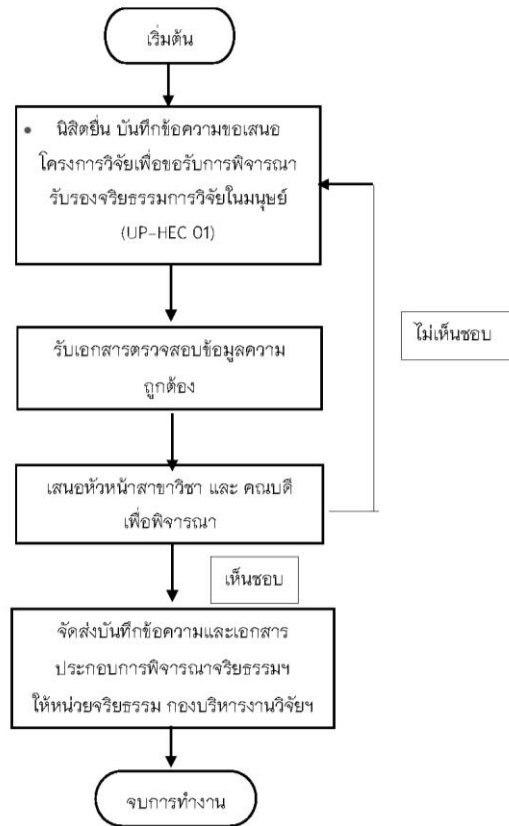 เริ่มต้น
• นิสิตยื่น บันทึกข้อความขอเสนอ
โครงการวิจัยเพื่อขอรับการพิจารณา
รับรองจริยธรรมการวิจัยในมนุษย์
(UP-HEC 01)
ไม่เห็นชอบ
รับเอกสารตรวจสอบข้อมูลความ
ถูกต้อง
เสนอหัวหน้าสาขาวิชา และ คณบดี
เพื่อพิจารณา
เห็นชอบ
จัดส่งบันทึกข้อความและเอกสาร
ประกอบการพิจารณาจริยธรรมฯ
ให้หน่วยจริยธรรม กองบริหารงานวิจัยฯ
จบการทำงาน